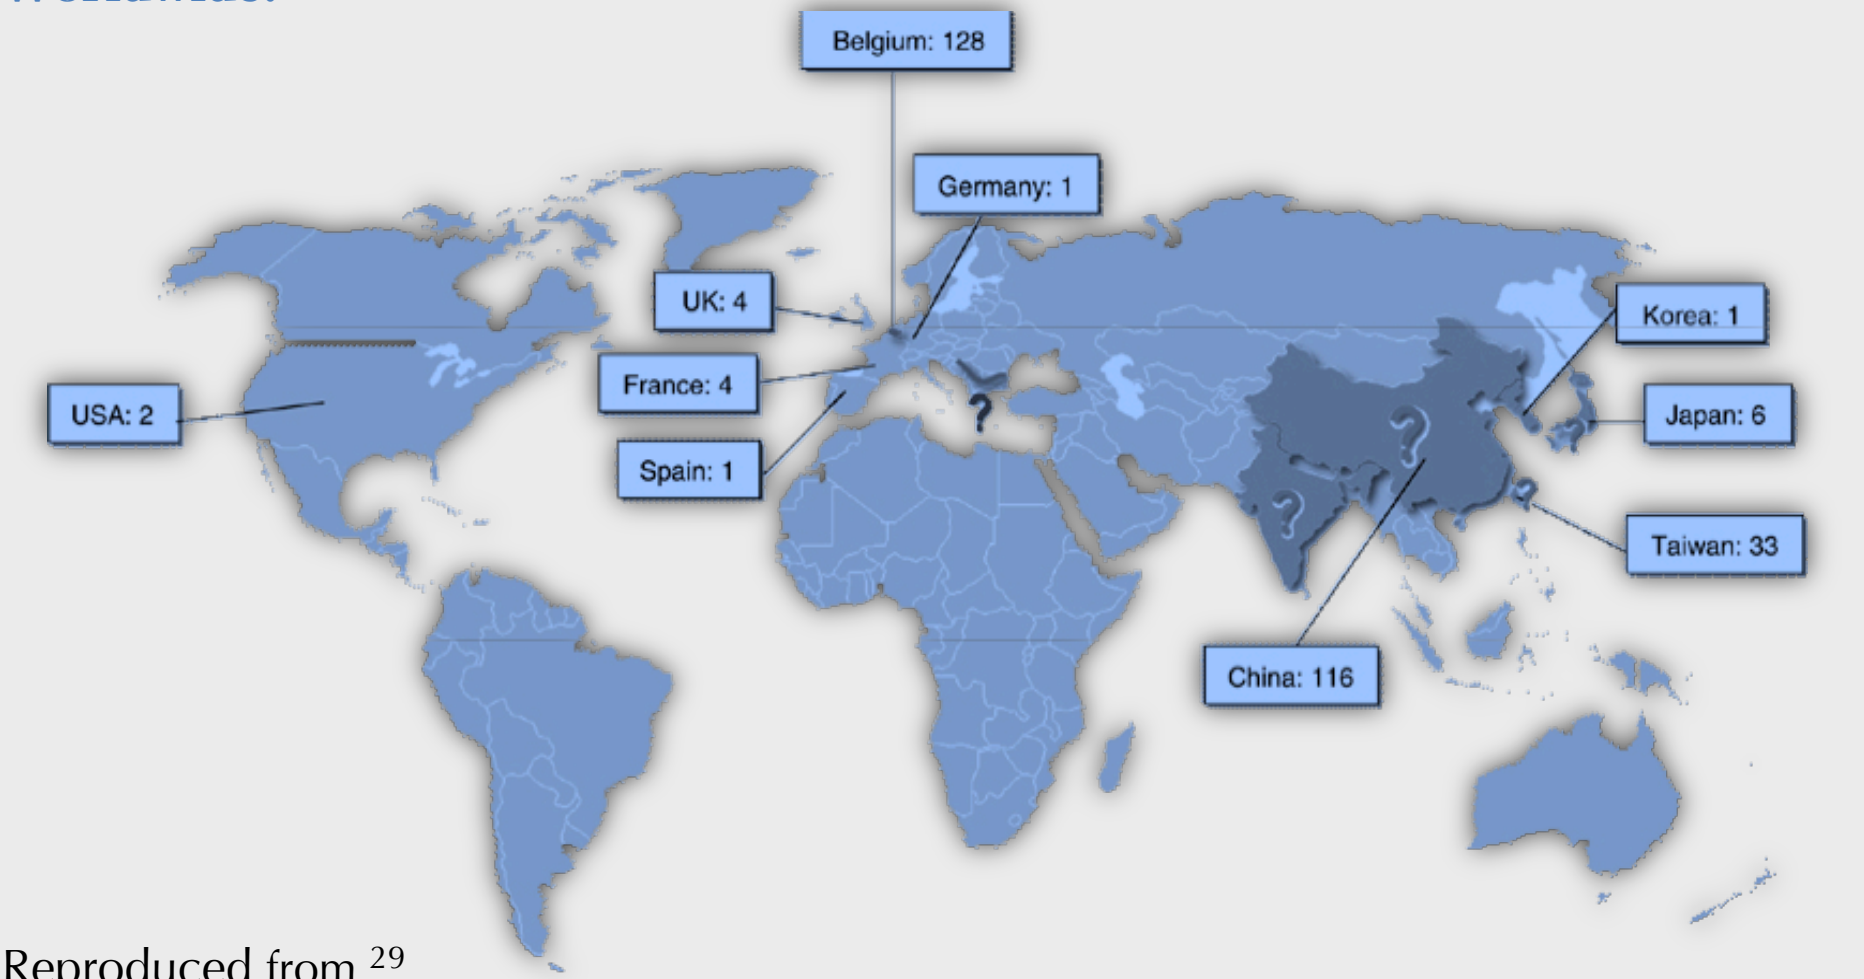 Belgium: 128
Germany: 1
UK: 4
Korea: 1
France: 4
USA: 2
Japan: 6
Spain: 1
?
?
?
Taiwan: 33
China: 116
Reproduced from 29